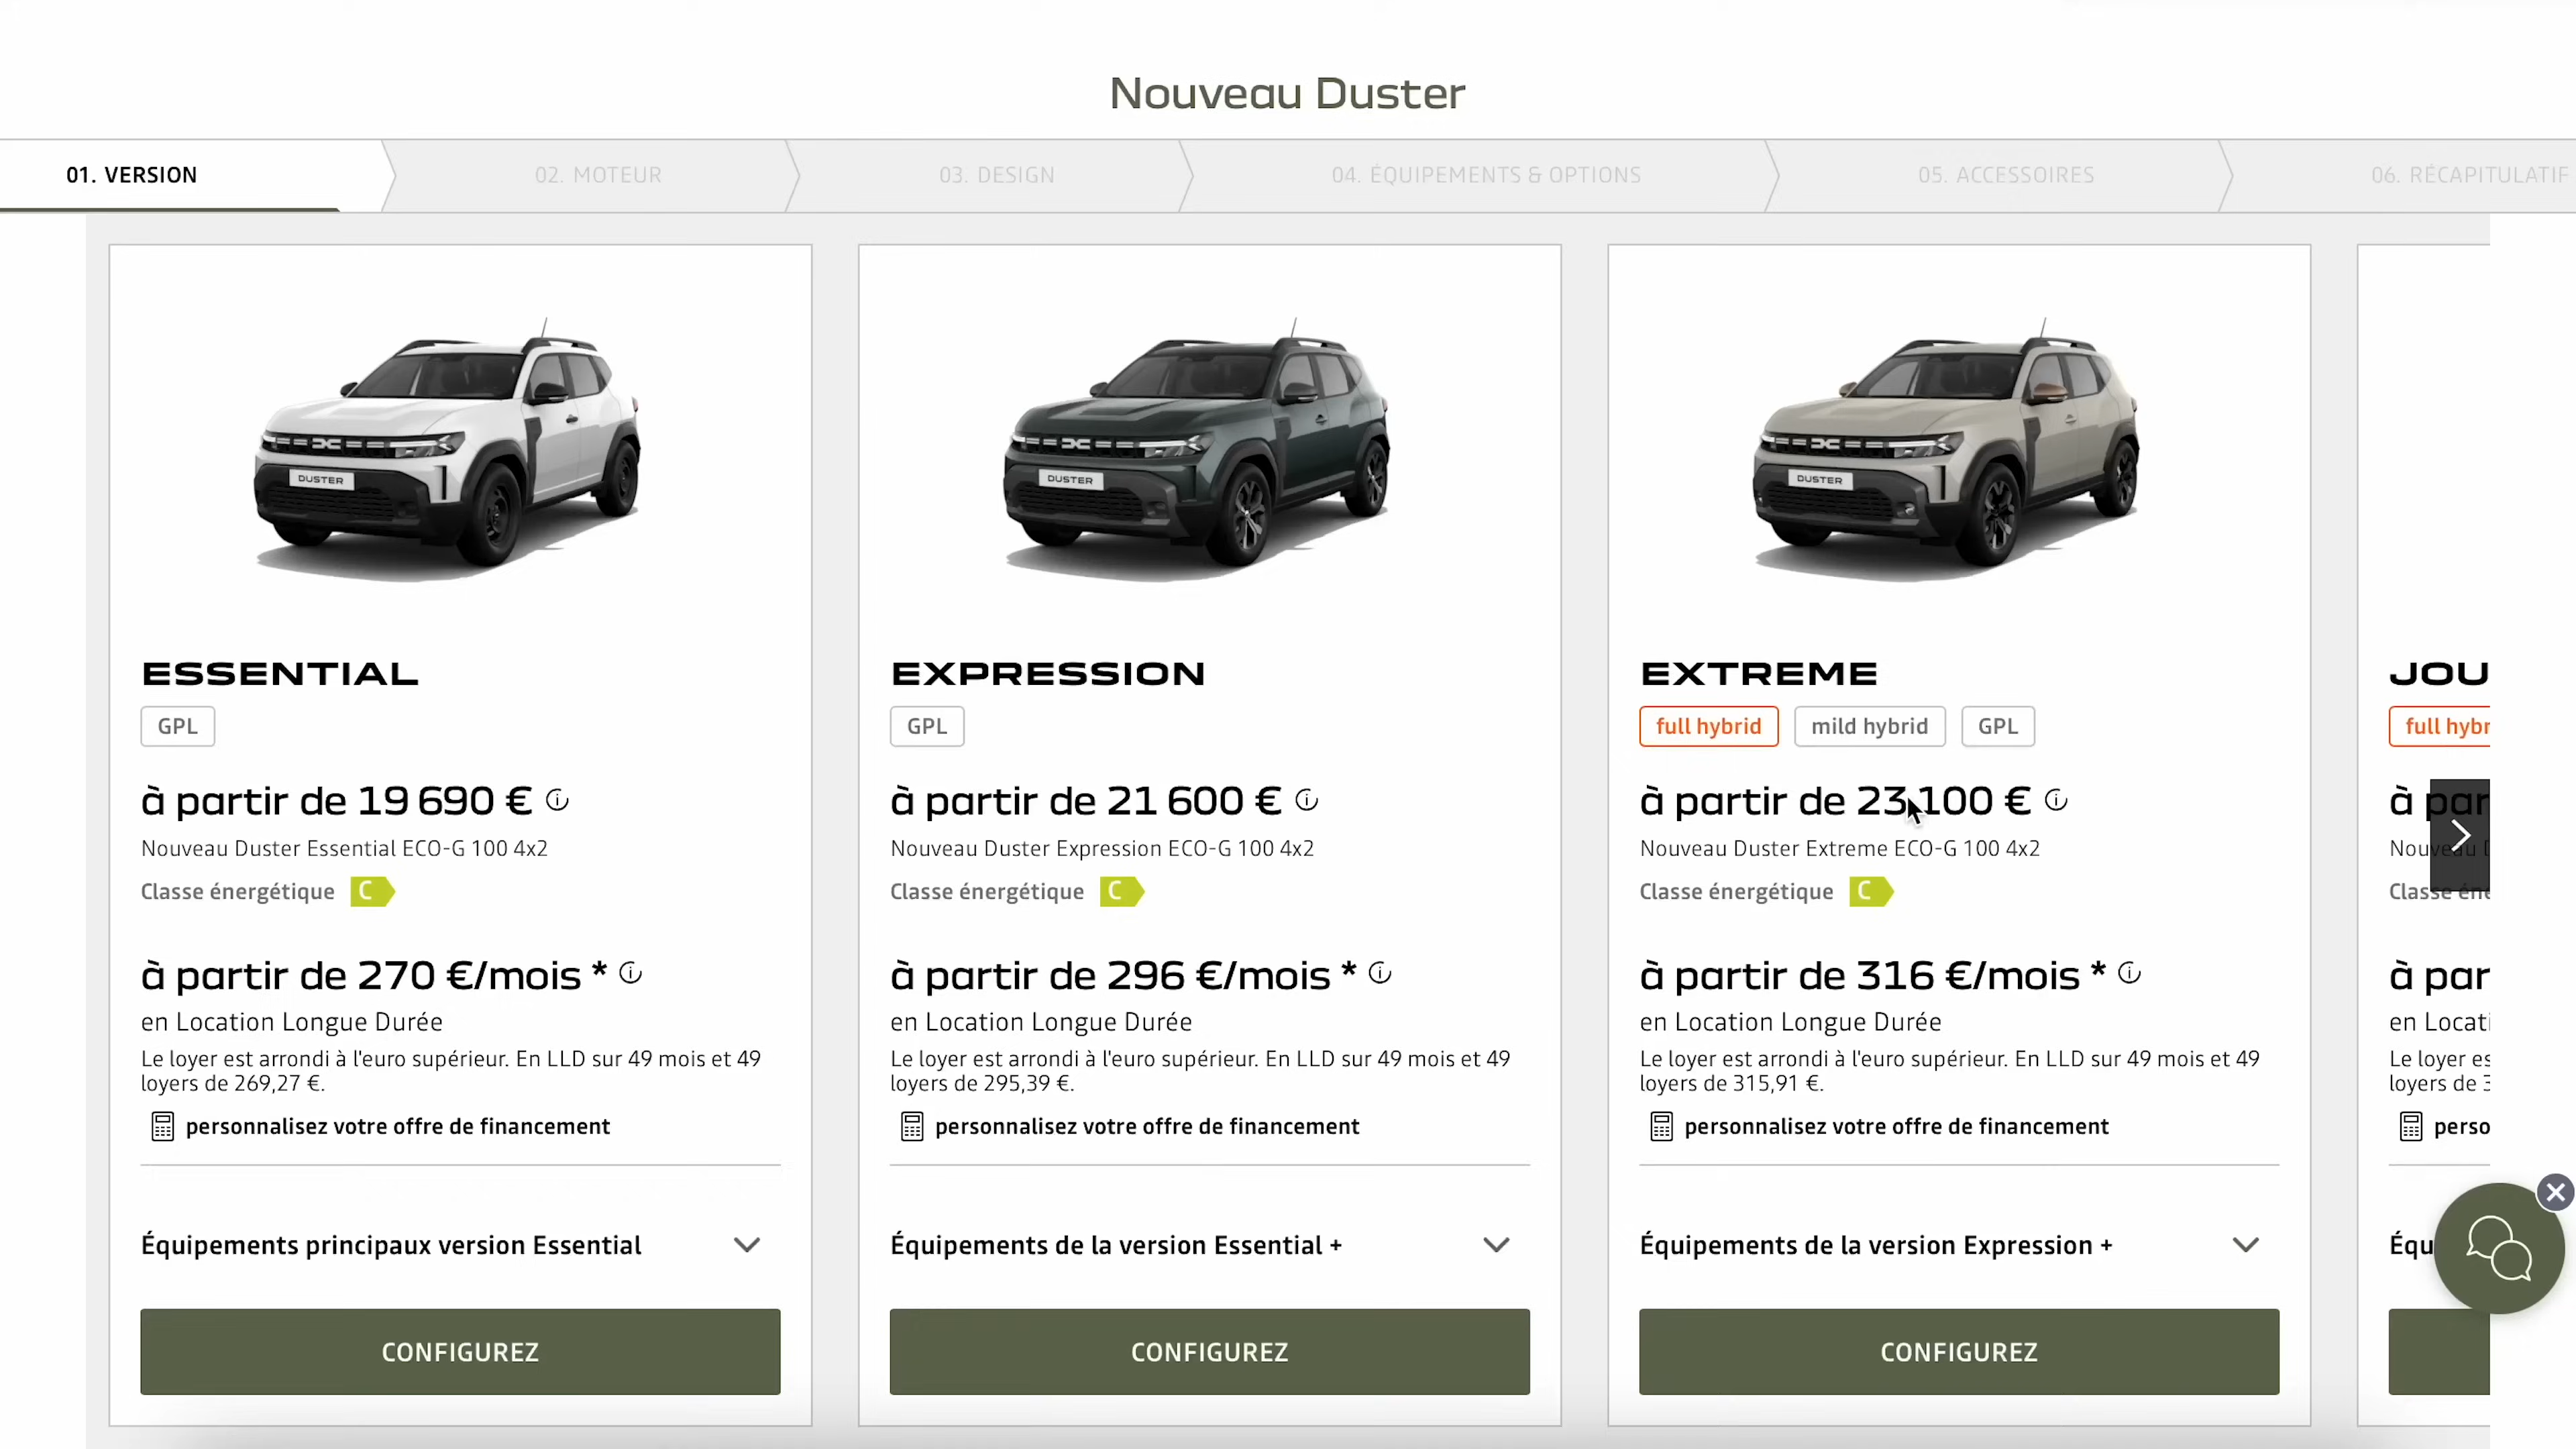 Nouveau Duster
01. VERSION
02. MOTEUR
03. DESIGN
04. ÉQUIPEMENTS & OPTIONS
05. ACCESSOIRES
06. RÉCAPITULATIF
DUSTER
ESSENTIAL
GPL
à partir de 19 690 €
Nouveau Duster Essential ECO-G 100 4x2
Classe énergétique C
à partir de 270 €/mois *
en Location Longue Durée
Le loyer est arrondi à l'euro supérieur. En LLD sur 49 mois et 49
loyers de 269,27 €.
personnalisez votre offre de financement
Équipements principaux version Essential
CONFIGUREZ
DUSTER
EXPRESSION
GPL
à partir de 21 600 €
Nouveau Duster Expression ECO-G 100 4x2
Classe énergétique C
à partir de 296 €/mois *
en Location Longue Durée
Le loyer est arrondi à l'euro supérieur. En LLD sur 49 mois et 49
loyers de 295,39 €.
personnalisez votre offre de financement
Équipements de la version Essential +
CONFIGUREZ
DUSTER
EXTREME
full hybrid mild hybrid GPL
à partir de 23 100 €
Nouveau Duster Extreme ECO-G 100 4x2
Classe énergétique C
à partir de 316 €/mois *
en Location Longue Durée
Le loyer est arrondi à l'euro supérieur. En LLD sur 49 mois et 49
loyers de 315,91 €.
personnalisez votre offre de financement
Équipements de la version Expression +
CONFIGUREZ
JOU
full hybr
à par
Nouveau
Classe éne
à par
en Locati
Le loyer es
loyers de 3
perso
Équ